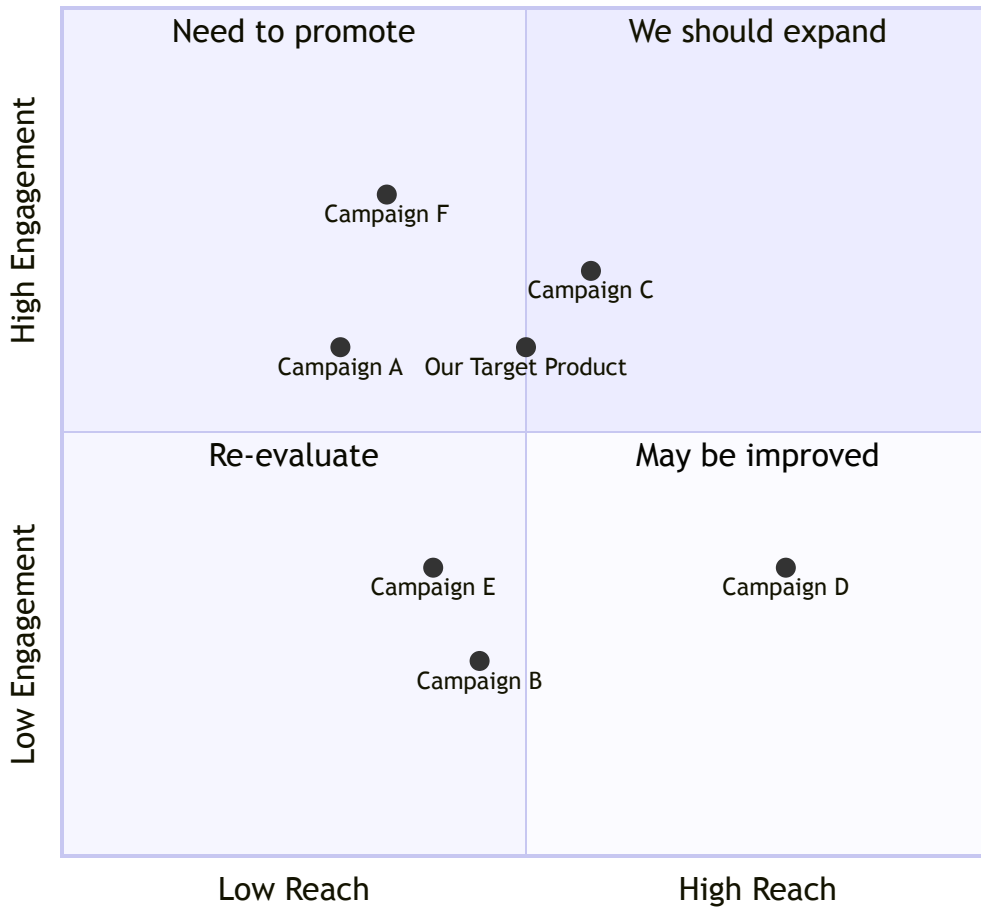 Need to promote
We should expand
High Engagement
Campaign F
Campaign C
Campaign A
Our Target Product
Re-evaluate
May be improved
Low Engagement
Campaign E
Campaign D
Campaign B
Low Reach
High Reach